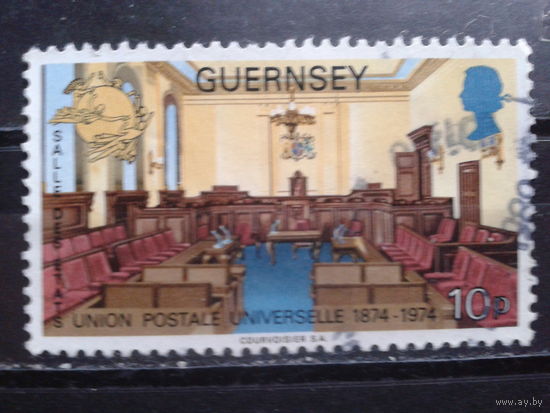 GUERNSEY
SALLE DES ETATS
UNION POSTALE UNIVERSELLE 1874-1974
10p
COURVOISIER S.A.
www.ay.by